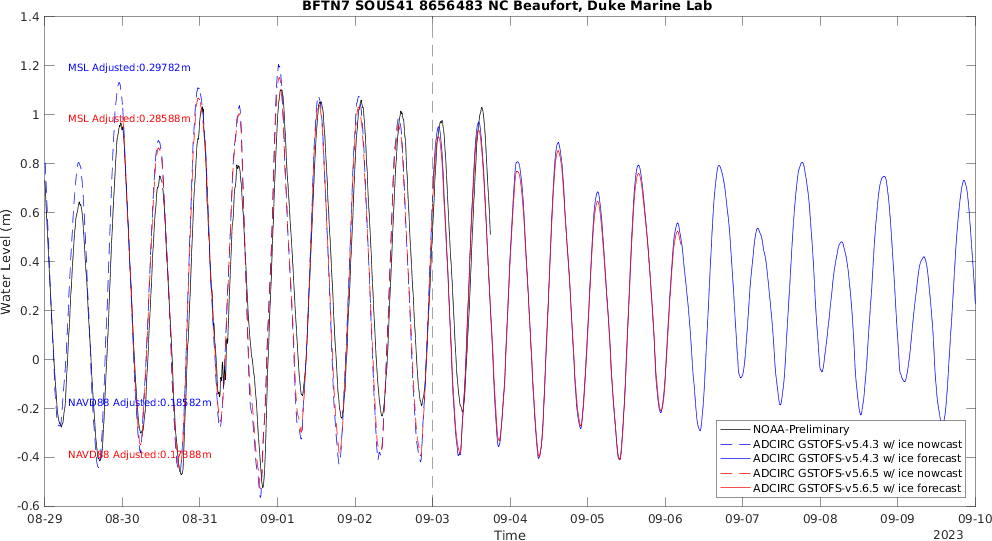 BFTN7 SOUS41 8656483 NC Beaufort, Duke Marine Lab
1.4
1.2
1
0.8
0.6
0.4
0.2
0
-0.2
-0.4
-0.6
Water Level (m)
MSL Adjusted:0.29782m
MSL Adjusted:0.28588m
NAVD88 Adjusted:0.18582m
NAVD88 Adjusted:0.17388m
NOAA-Preliminary
ADCIRC GSTOFS-v5.4.3 w/ ice nowcast
ADCIRC GSTOFS-v5.4.3 w/ ice forecast
ADCIRC GSTOFS-v5.6.5 w/ ice nowcast
ADCIRC GSTOFS-v5.6.5 w/ ice forecast
08-29 08-30 08-31 09-01 09-02 09-03 09-04 09-05 09-06 09-07 09-08 09-09 09-10
Time
2023